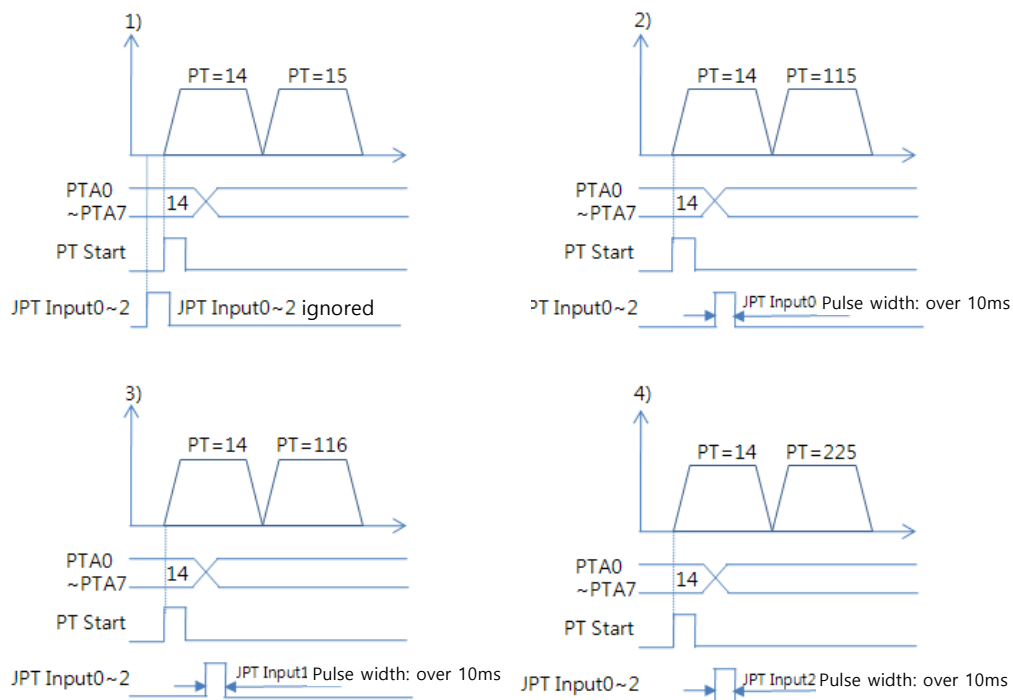 1)
PT=14 PT=15
PTA0
~PTA7
14
PT Start
JPT Input0~2
JPT Input0~2 ignored
2)
PT=14 PT=115
PTA0
~PTA7
14
PT Start
PT Input0~2
JPT Input0 Pulse width: over 10ms
3)
PT=14 PT=116
PTA0
~PTA7
14
PT Start
JPT Input0~2
JPT Input1 Pulse width: over 10ms
4)
PT=14 PT=225
PTA0
~PTA7
14
PT Start
JPT Input0~2
JPT Input2 Pulse width: over 10ms